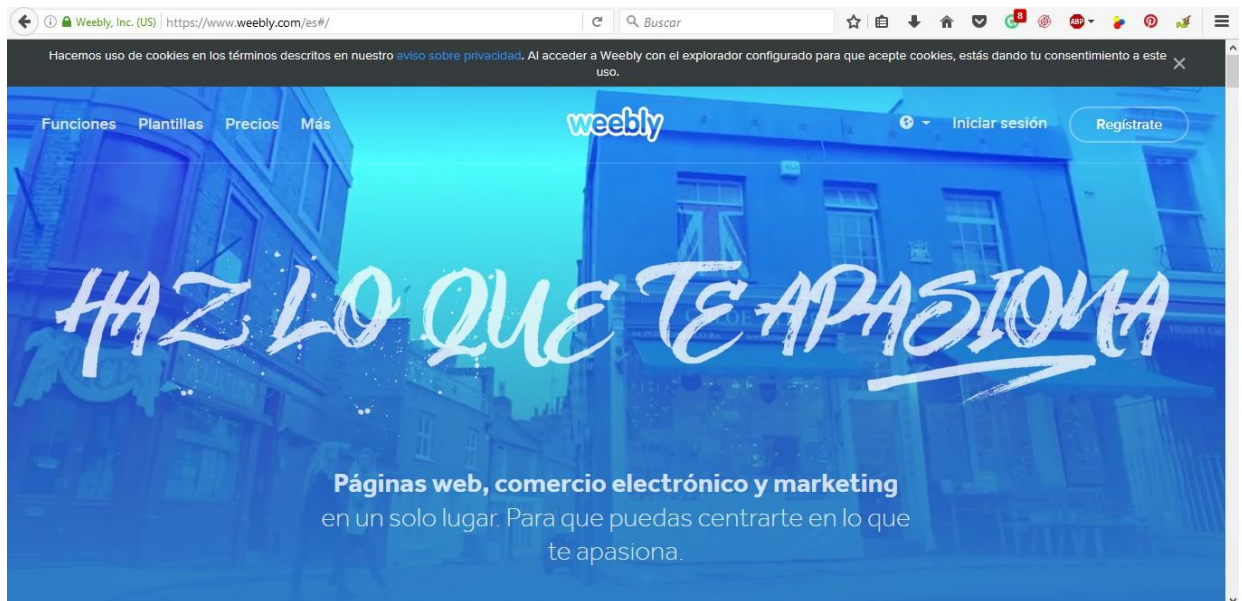 Weebly, Inc. (US) https://www.weebly.com/es#/ Buscar 8 ABP
Hacemos uso de cookies en los términos descritos en nuestro aviso sobre privacidad. Al acceder a Weebly con el explorador configurado para que acepte cookies, estás dando tu consentimiento a este
uso.
Funciones Plantillas Precios Más weebly Iniciar sesión Regístrate
HAZ LO QUE TE APASIONA
Páginas web, comercio electrónico y marketing
en un solo lugar. Para que puedas centrarte en lo que
te apasiona.